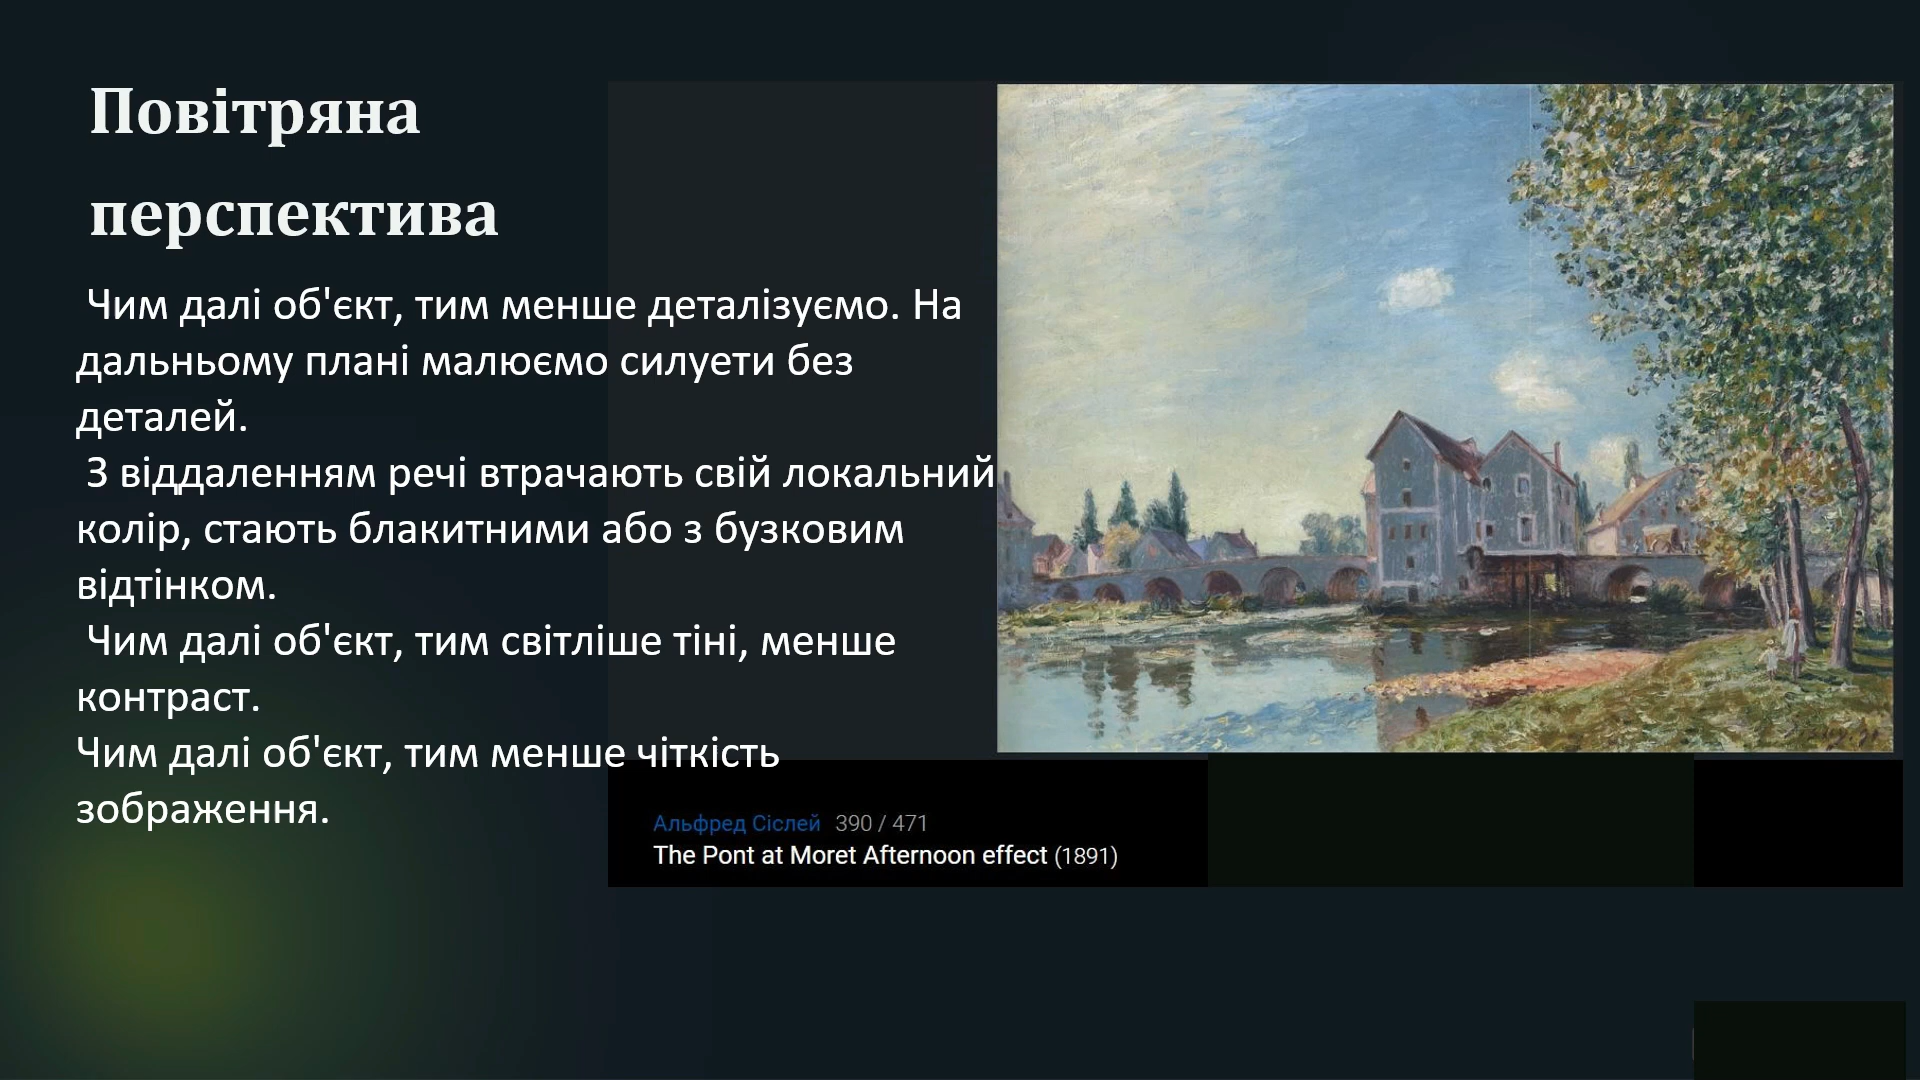 Повітряна
перспектива
Чим далі об'єкт, тим менше деталізуємо. На
дальньому плані малюємо силуети без
деталей.
З віддаленням речі втрачають свій локальний
колір, стають блакитними або з бузковим
відтінком.
Чим далі об'єкт, тим світліше тіні, менше
контраст.
Чим далі об'єкт, тим менше чіткість
зображення.
Альфред Сіслей 390 / 471
The Pont at Moret Afternoon effect (1891)